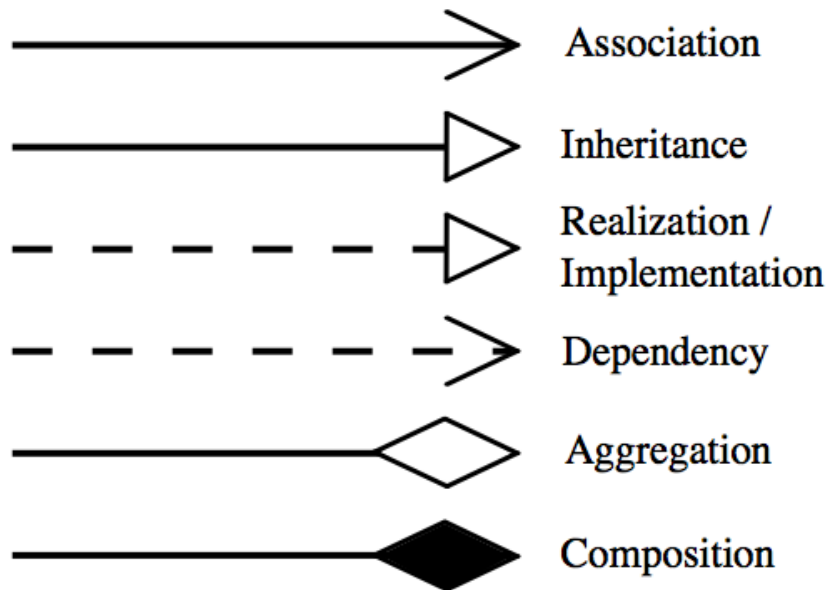 Association
Inheritance
Realization /
Implementation
Dependency
Aggregation
Composition